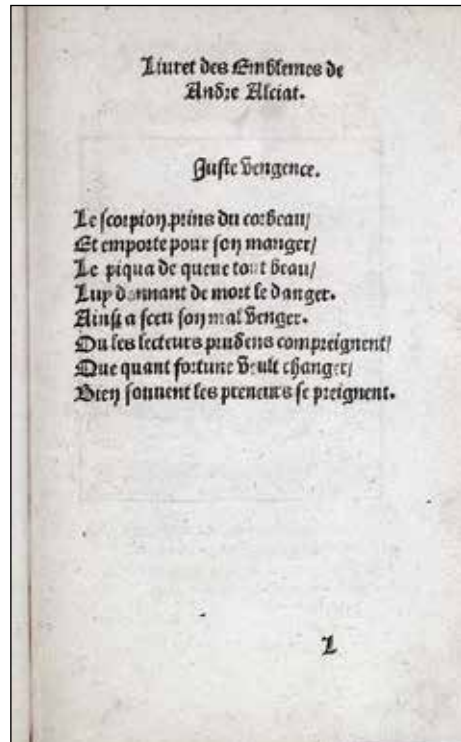 Liuret des Emblemes de
Andre Alciat.
Juste vengence.
Le scorpion prins du corbeau/
Et emporte pour son manger/
Le piqua de queue tout beau/
Luy donnant de mort le danger.
Ainsi a sceu son mal venger.
Ou les lecteurs prudens compreignent/
Que quant fortune veult changer/
Bien souuent les preneurs se preignent.
L